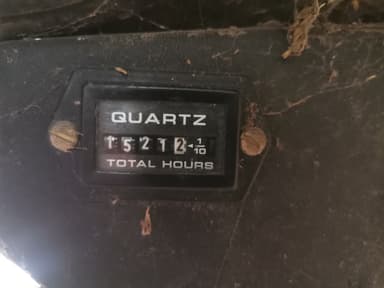 QUARTZ
15212 ◂ 1/10
TOTAL HOURS